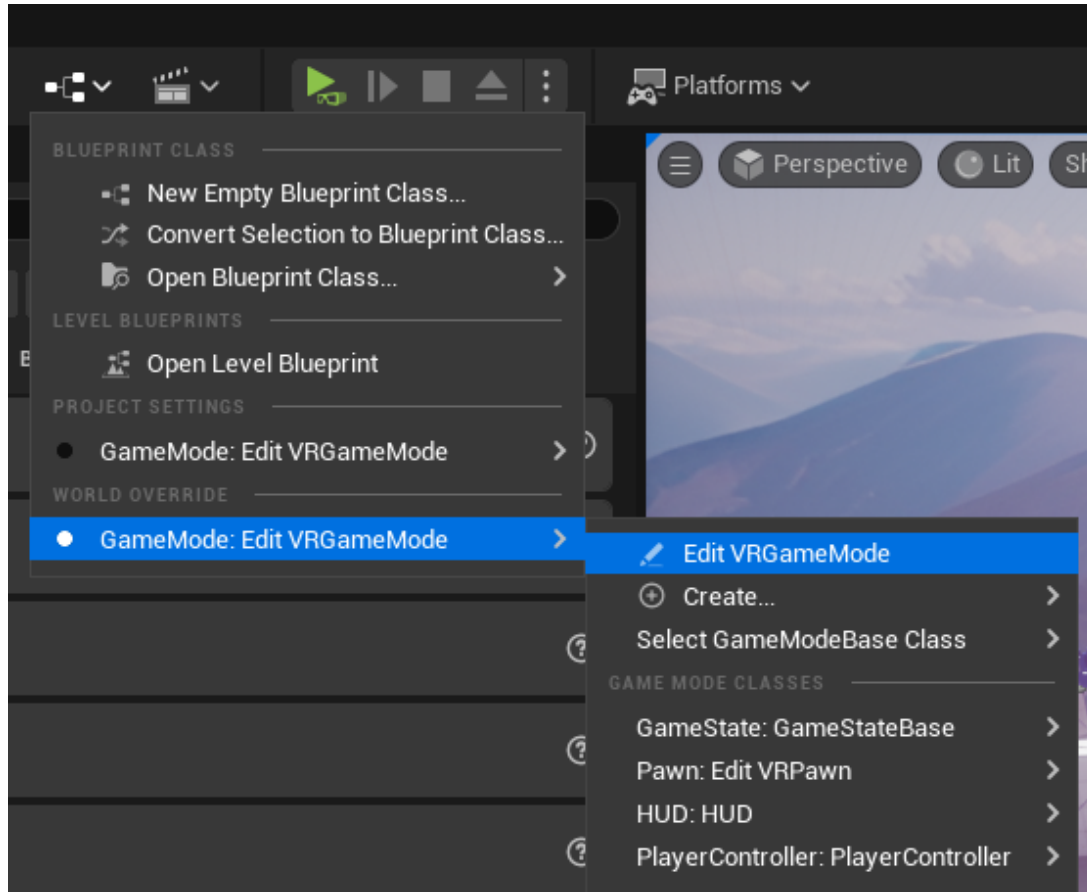 Platforms
BLUEPRINT CLASS
New Empty Blueprint Class...
Convert Selection to Blueprint Class...
Open Blueprint Class...
LEVEL BLUEPRINTS
Open Level Blueprint
PROJECT SETTINGS
GameMode: Edit VRGameMode
WORLD OVERRIDE
GameMode: Edit VRGameMode
Perspective
Lit
Sh
Edit VRGameMode
Create...
Select GameModeBase Class
GAME MODE CLASSES
GameState: GameStateBase
Pawn: Edit VRPawn
HUD: HUD
PlayerController: PlayerController